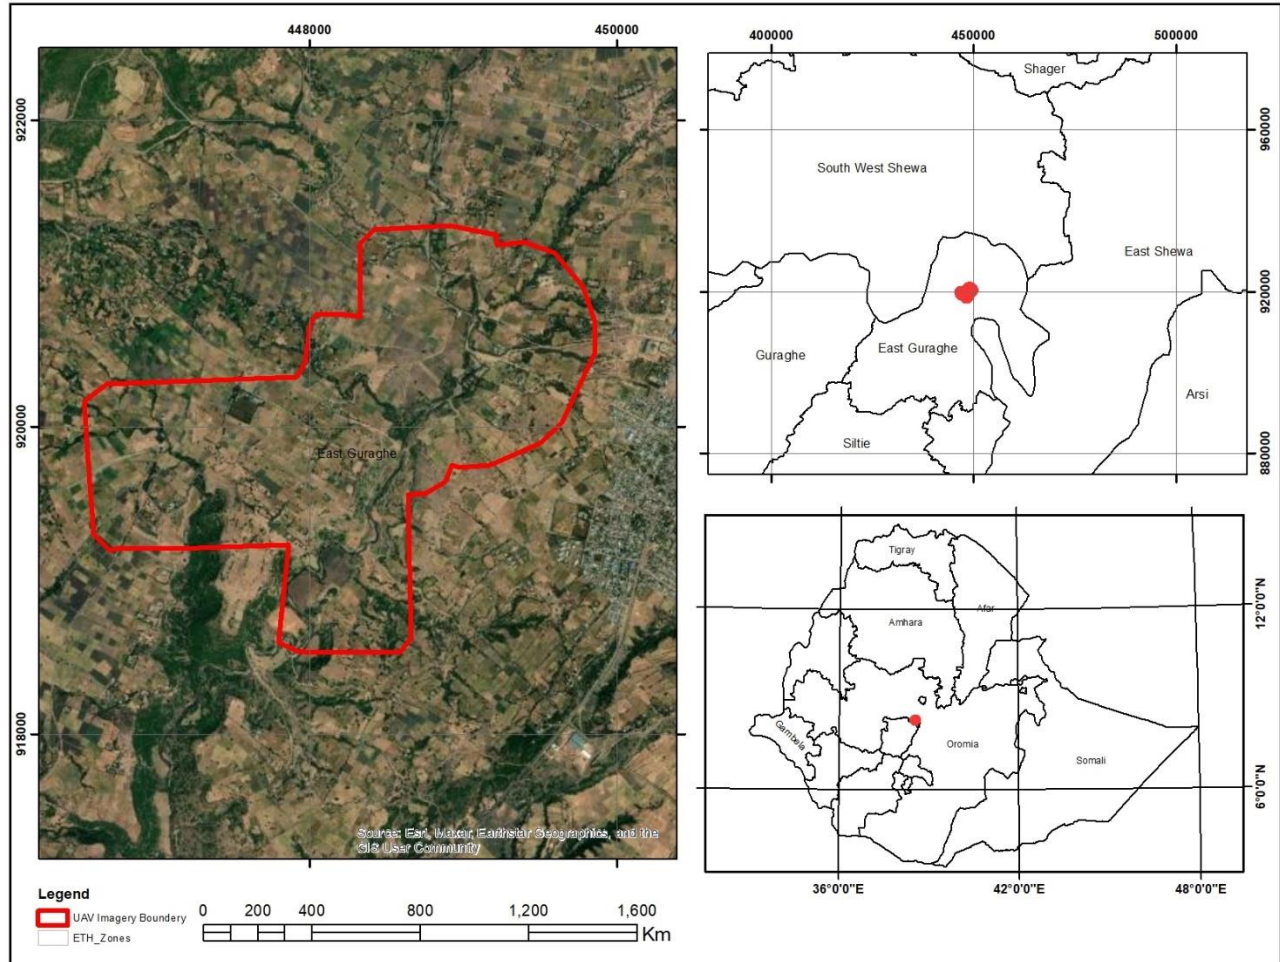 448000
450000
922000
920000
918000
East Guraghe
Source: Esri, Maxar, Earthstar Geographics, and the
GIS User Community
400000
450000
500000
960000
920000
880000
Shager
South West Shewa
East Shewa
Guraghe
East Guraghe
Arsi
Siltie
Tigray
Afar
Amhara
Gambela
Oromia
Somali
12°0'0"N
6°0'0"N
36°0'0"E
42°0'0"E
48°0'0"E
Legend
UAV Imagery Boundary
ETH_Zones
0 200 400 800 1,200 1,600
Km